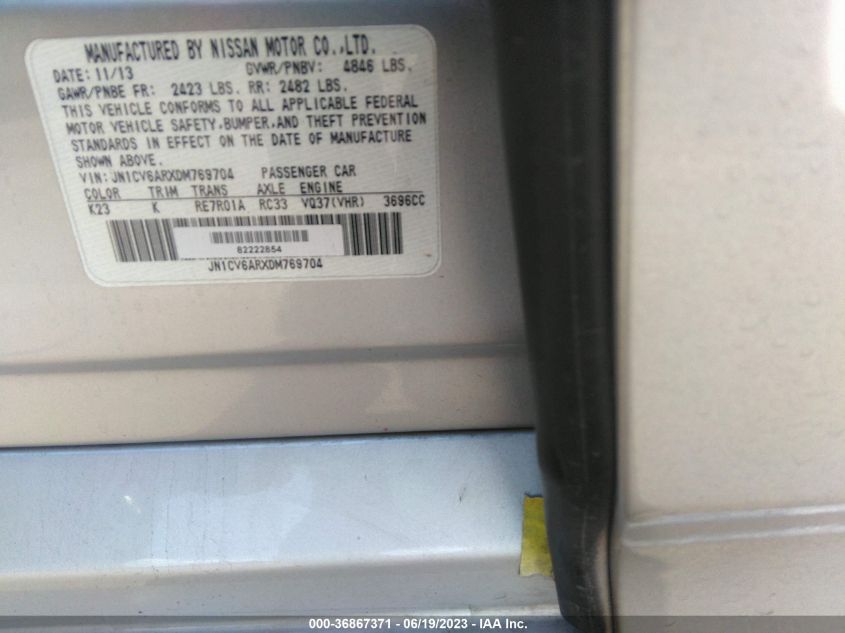 MANUFACTURED BY NISSAN MOTOR CO.,LTD.
DATE: 11/13 GVWR/PNBV: 4846 LBS.
GAWR/PNBE FR: 2423 LBS. RR: 2482 LBS.
THIS VEHICLE CONFORMS TO ALL APPLICABLE FEDERAL
MOTOR VEHICLE SAFETY,BUMPER,AND THEFT PREVENTION
STANDARDS IN EFFECT ON THE DATE OF MANUFACTURE
SHOWN ABOVE.
VIN: JN1CV6ARXDM769704 PASSENGER CAR
COLOR TRIM TRANS AXLE ENGINE
K23 K RE7R01A RC33 VQ37(VHR) 3696CC
82222854
JN1CV6ARXDM769704
000-36867371 - 06/19/2023 - IAA Inc.